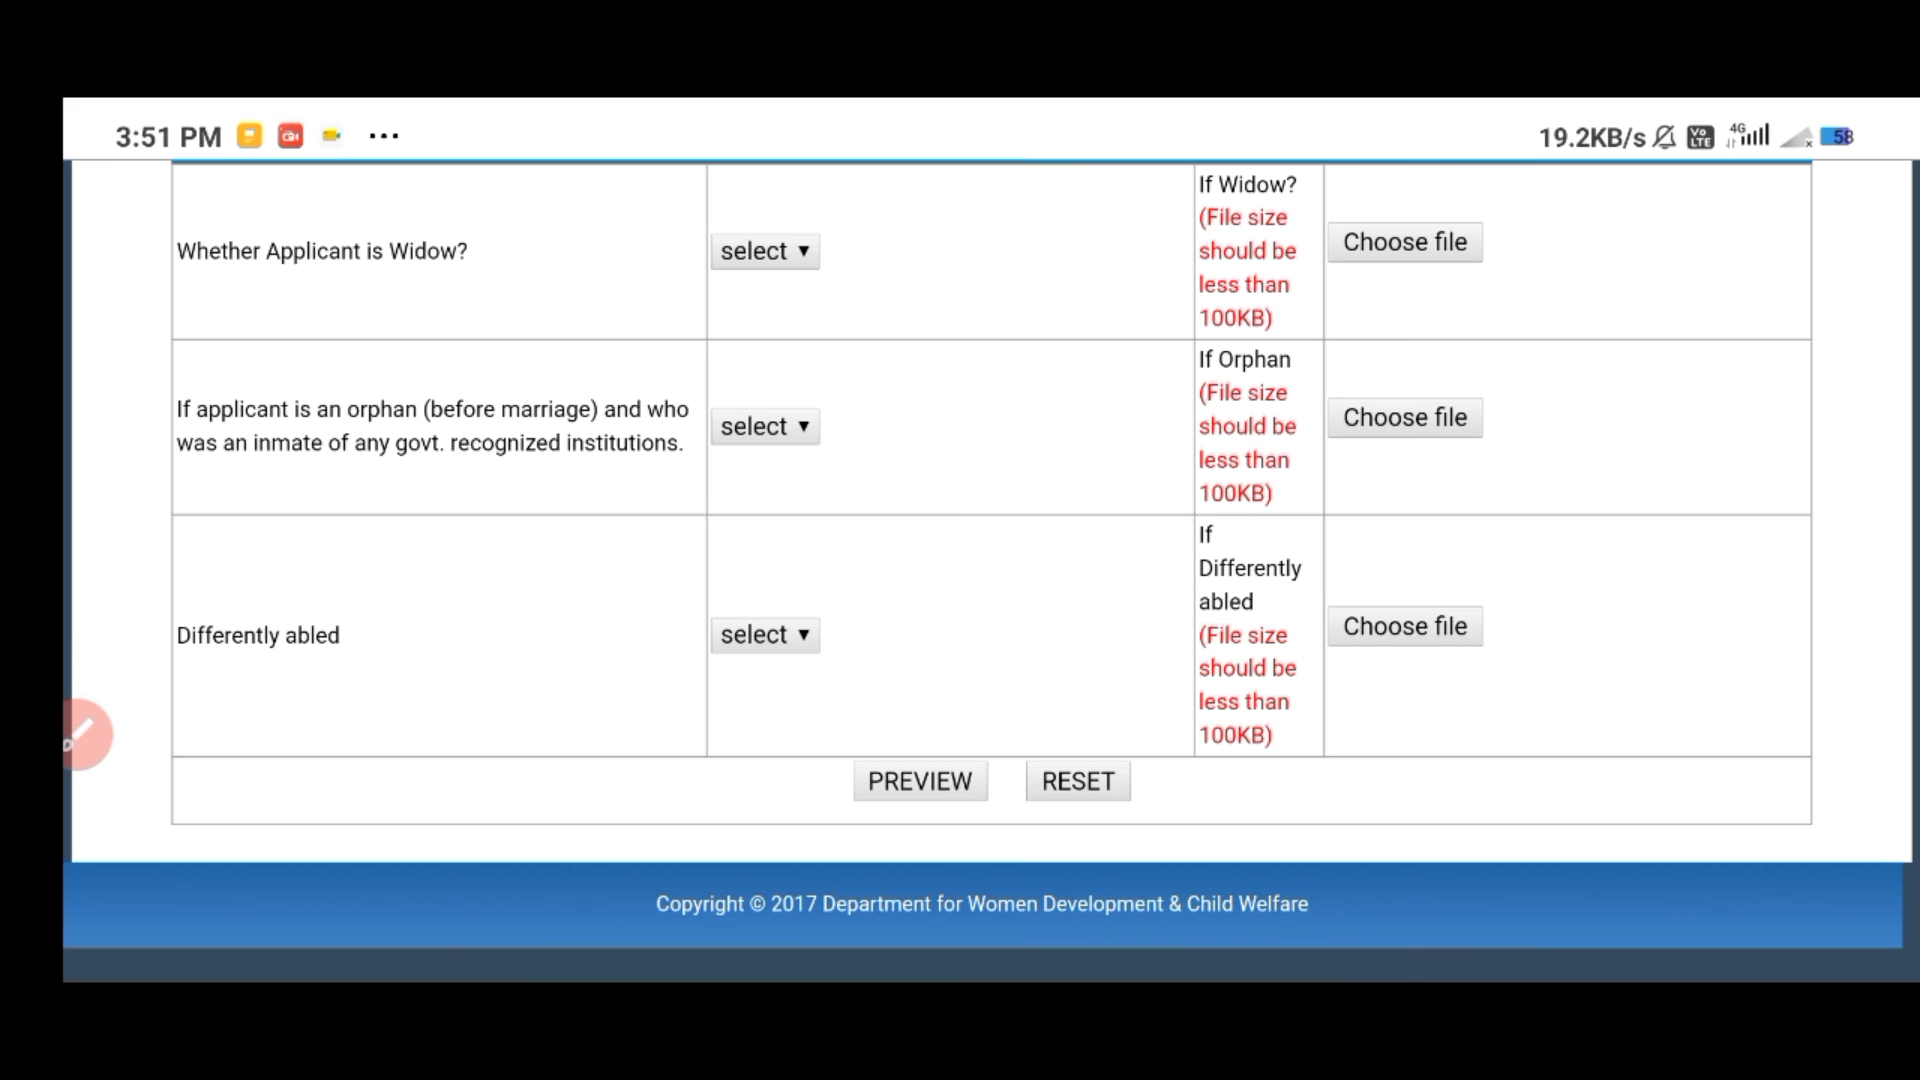 3:51 PM ...
19.2KB/s VoLTE 4G 58
Whether Applicant is Widow?
select ▾
If Widow?
(File size
should be
less than
100KB)
Choose file
If applicant is an orphan (before marriage) and who
was an inmate of any govt. recognized institutions.
select ▾
If Orphan
(File size
should be
less than
100KB)
Choose file
Differently abled
select ▾
If
Differently
abled
(File size
should be
less than
100KB)
Choose file
PREVIEW
RESET
Copyright © 2017 Department for Women Development & Child Welfare